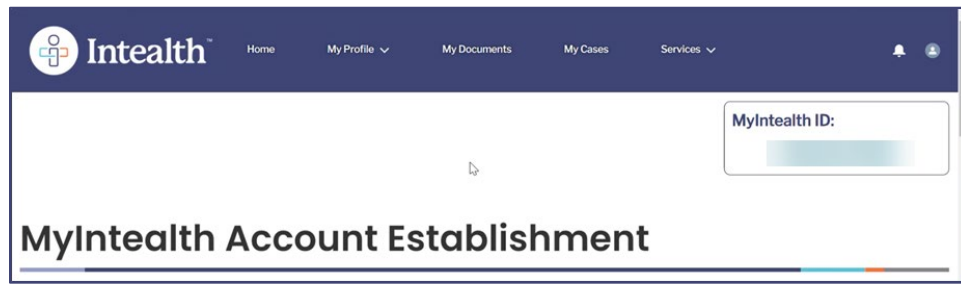 Intealth™ Home My Profile My Documents My Cases Services
MyIntealth ID:
MyIntealth Account Establishment